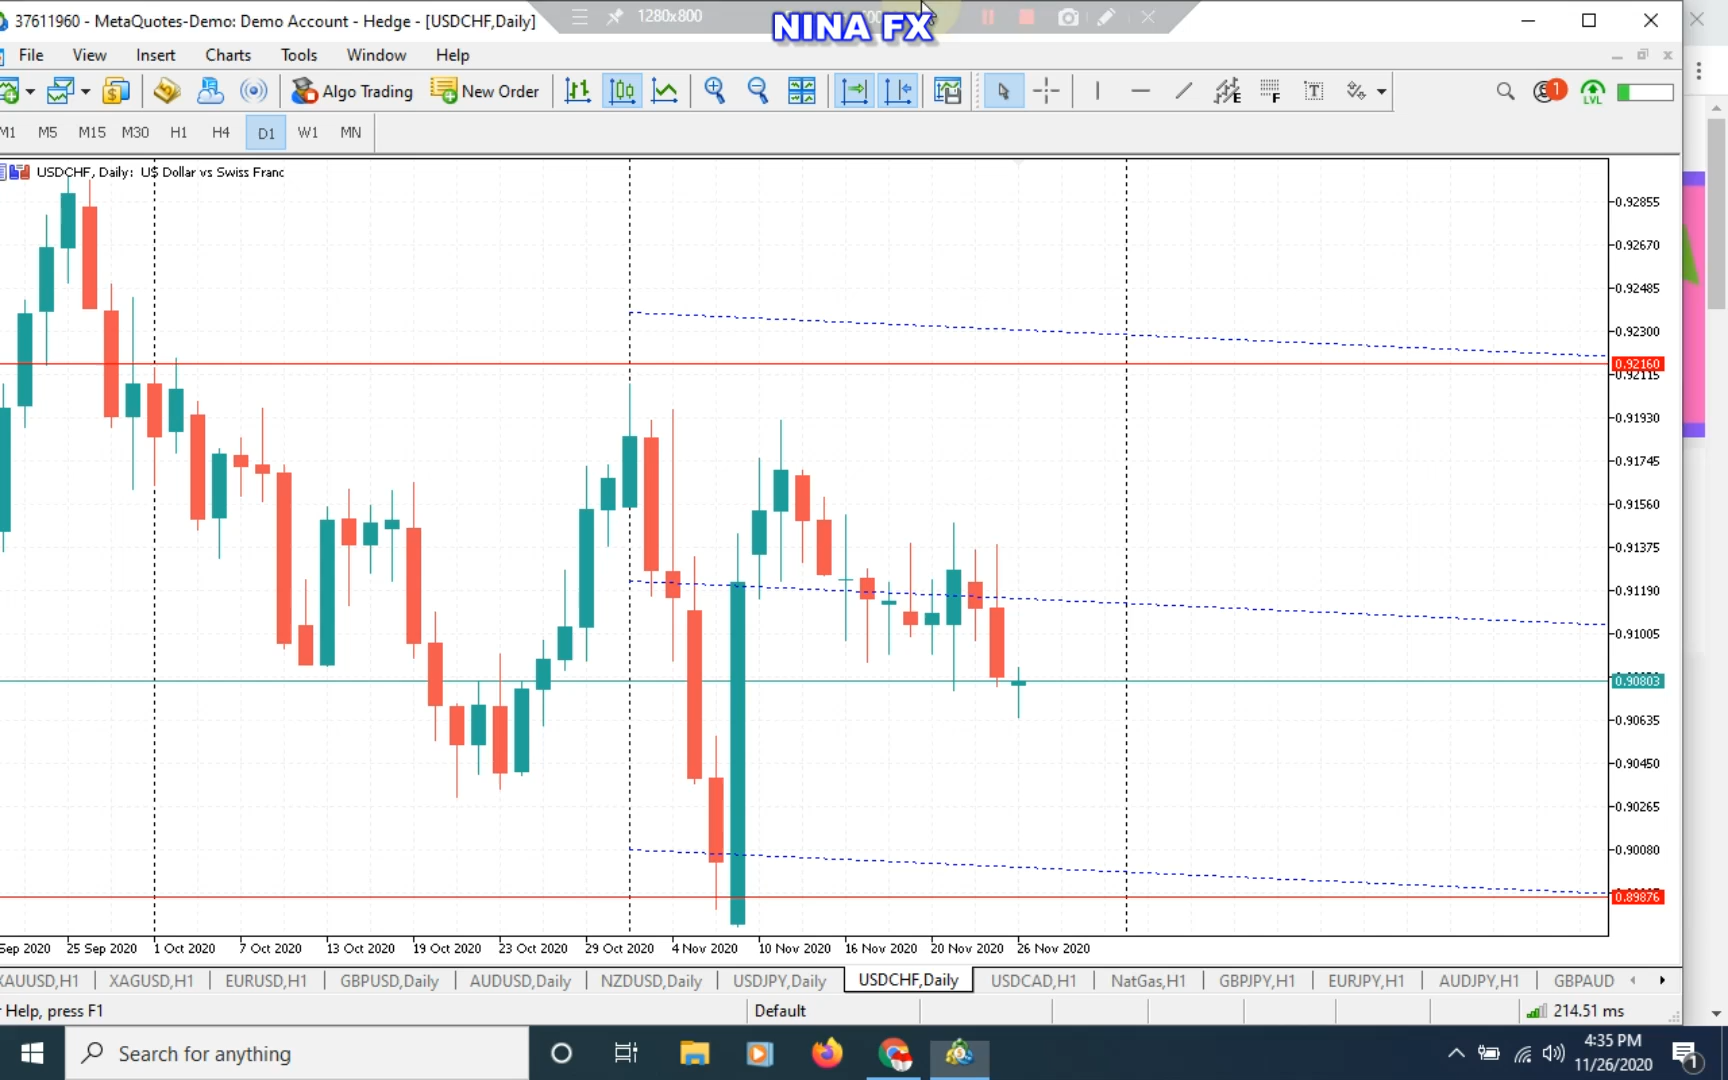 37611960 - MetaQuotes-Demo: Demo Account - Hedge - [USDCHF,Daily]
1280x800
NINA FX
File View Insert Charts Tools Window Help
Algo Trading New Order
E F T 1 LVL
M1 M5 M15 M30 H1 H4 D1 W1 MN
USDCHF, Daily: US Dollar vs Swiss Franc
0.92855
0.92670
0.92485
0.92300
0.92160
0.92115
0.91930
0.91745
0.91560
0.91375
0.91190
0.91005
0.90803
0.90635
0.90450
0.90265
0.90080
0.89876
Sep 2020 25 Sep 2020 1 Oct 2020 7 Oct 2020 13 Oct 2020 19 Oct 2020 23 Oct 2020 29 Oct 2020 4 Nov 2020 10 Nov 2020 16 Nov 2020 20 Nov 2020 26 Nov 2020
XAUUSD,H1 XAGUSD,H1 EURUSD,H1 GBPUSD,Daily AUDUSD,Daily NZDUSD,Daily USDJPY,Daily USDCHF,Daily USDCAD,H1 NatGas,H1 GBPJPY,H1 EURJPY,H1 AUDJPY,H1 GBPAUD
r Help, press F1 Default 214.51 ms
Search for anything
4:35 PM
11/26/2020
1